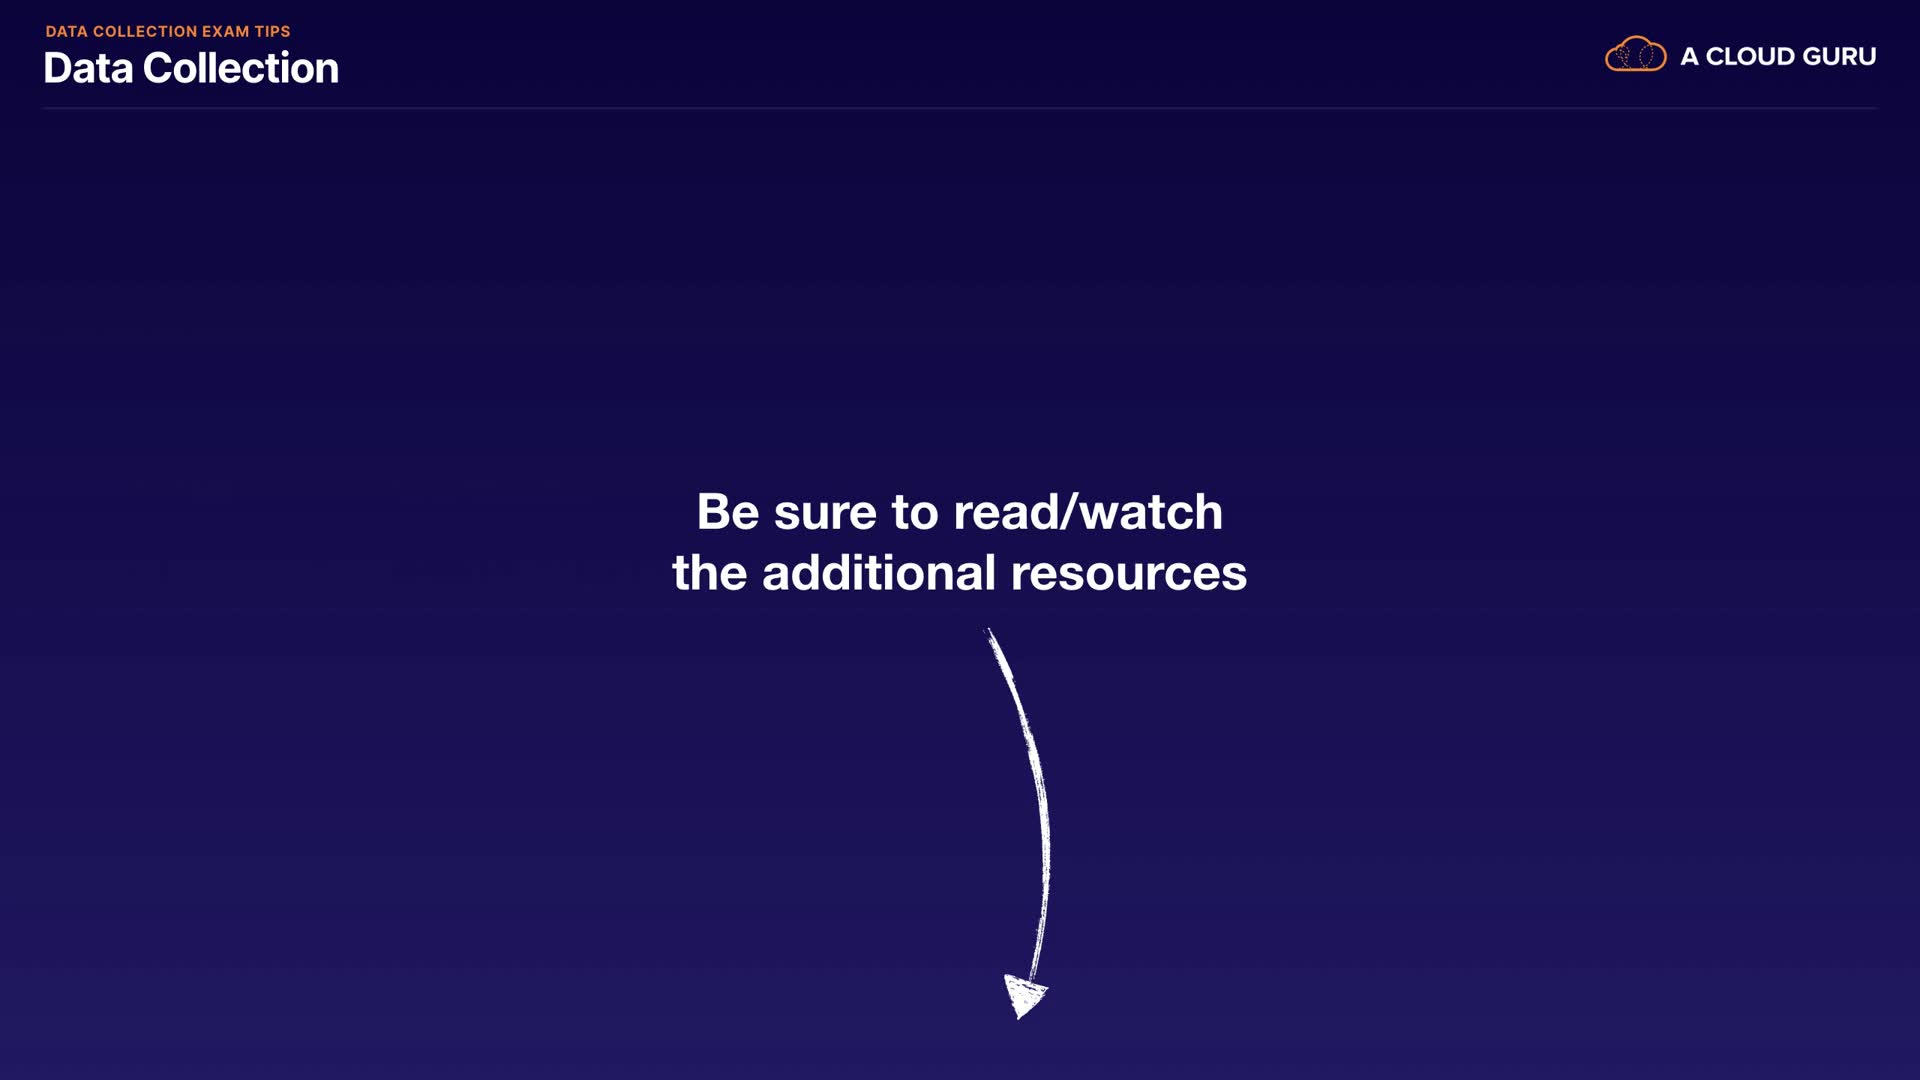 DATA COLLECTION EXAM TIPS
Data Collection
A CLOUD GURU
Be sure to read/watch
the additional resources